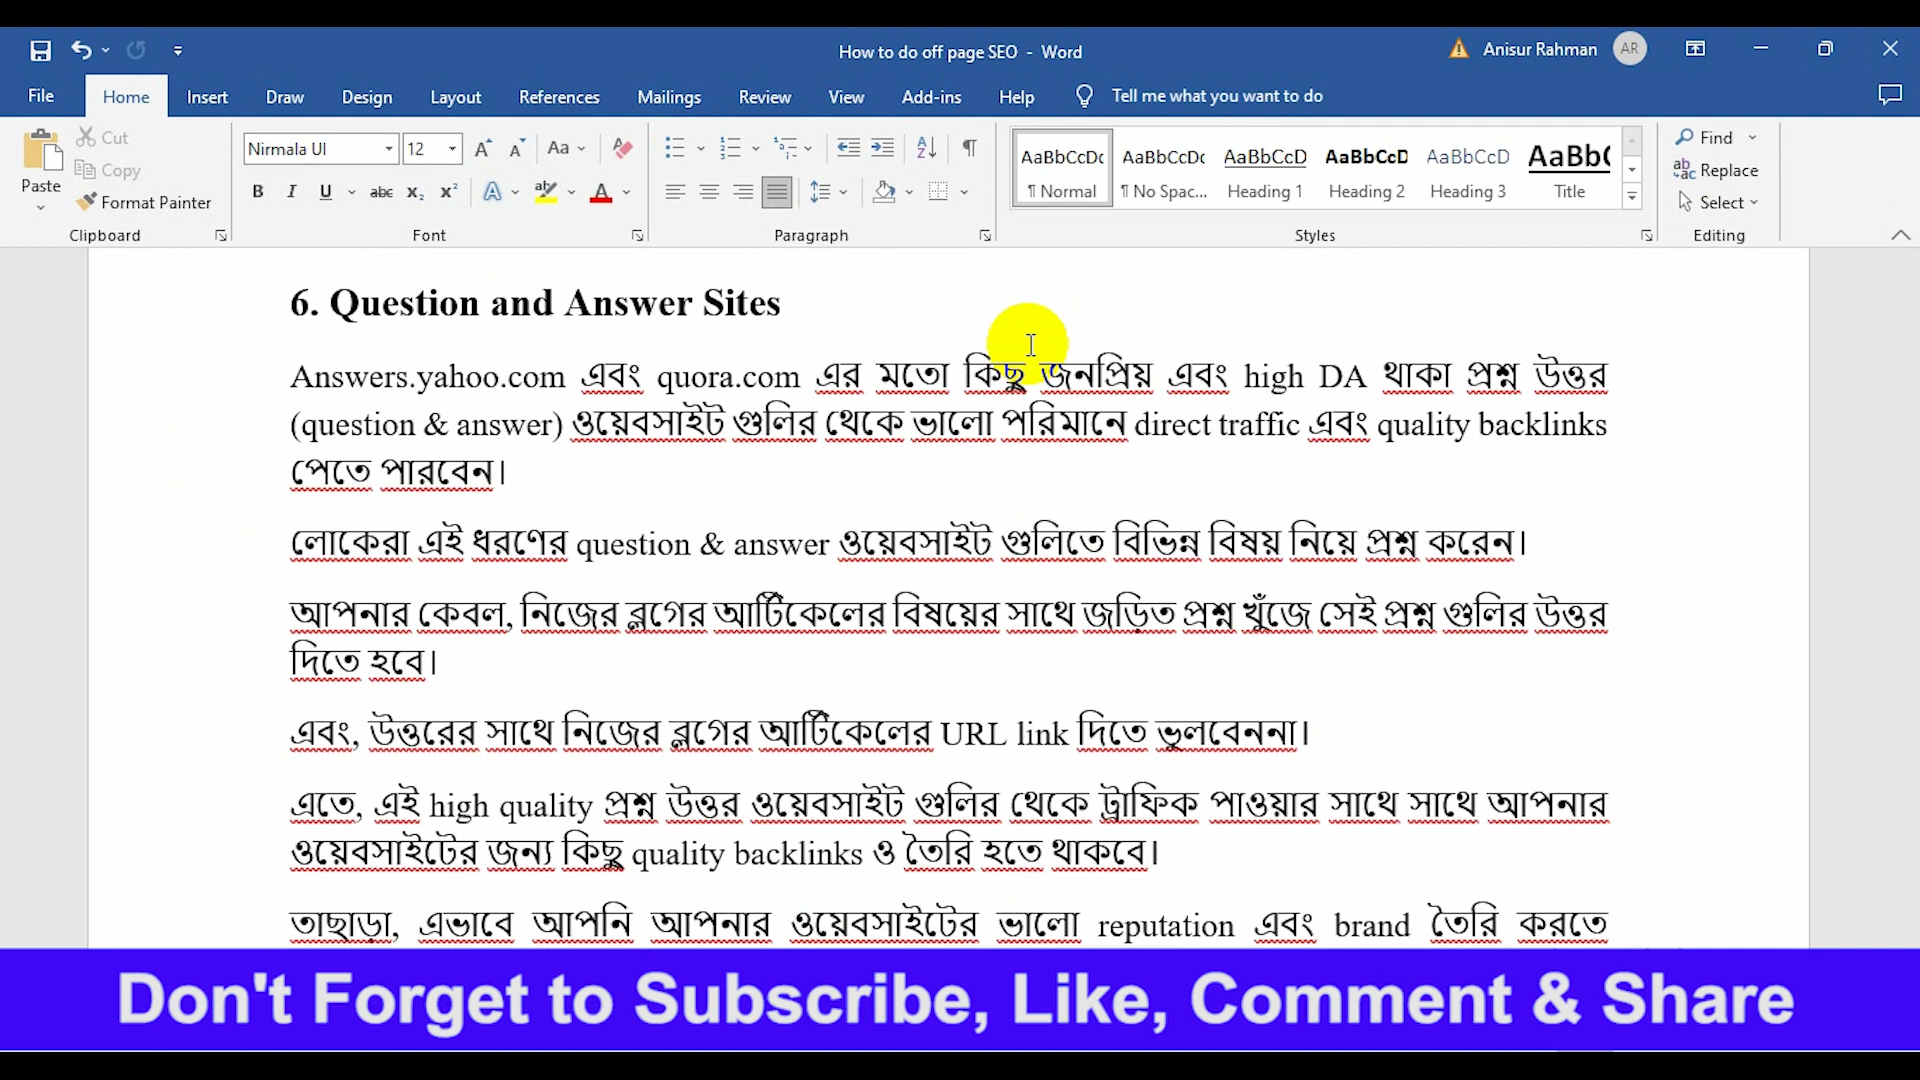 How to do off page SEO - Word
Anisur Rahman AR
File Home Insert Draw Design Layout References Mailings Review View Add-ins Help Tell me what you want to do
Paste Cut Copy Format Painter
Nirmala UI 12 Aa
B I U abc x₂ x² A A
AaBbCcDc AaBbCcDc AaBbCcD AaBbCcD AaBbCcD AaBb(
¶ Normal ¶ No Spac... Heading 1 Heading 2 Heading 3 Title
Find Replace Select
Clipboard Font Paragraph Styles Editing
6. Question and Answer Sites
Answers.yahoo.com এবং quora.com এর মতো কিছু জনপ্রিয় এবং high DA থাকা প্রশ্ন উত্তর
(question & answer) ওয়েবসাইট গুলির থেকে ভালো পরিমানে direct traffic এবং quality backlinks
পেতে পারবেন।
লোকেরা এই ধরণের question & answer ওয়েবসাইট গুলিতে বিভিন্ন বিষয় নিয়ে প্রশ্ন করেন।
আপনার কেবল, নিজের ব্লগের আর্টিকেলের বিষয়ের সাথে জড়িত প্রশ্ন খুঁজে সেই প্রশ্ন গুলির উত্তর
দিতে হবে।
এবং, উত্তরের সাথে নিজের ব্লগের আর্টিকেলের URL link দিতে ভুলবেননা।
এতে, এই high quality প্রশ্ন উত্তর ওয়েবসাইট গুলির থেকে ট্রাফিক পাওয়ার সাথে সাথে আপনার
ওয়েবসাইটের জন্য কিছু quality backlinks ও তৈরি হতে থাকবে।
তাছাড়া, এভাবে আপনি আপনার ওয়েবসাইটের ভালো reputation এবং brand তৈরি করতে
Don't Forget to Subscribe, Like, Comment & Share